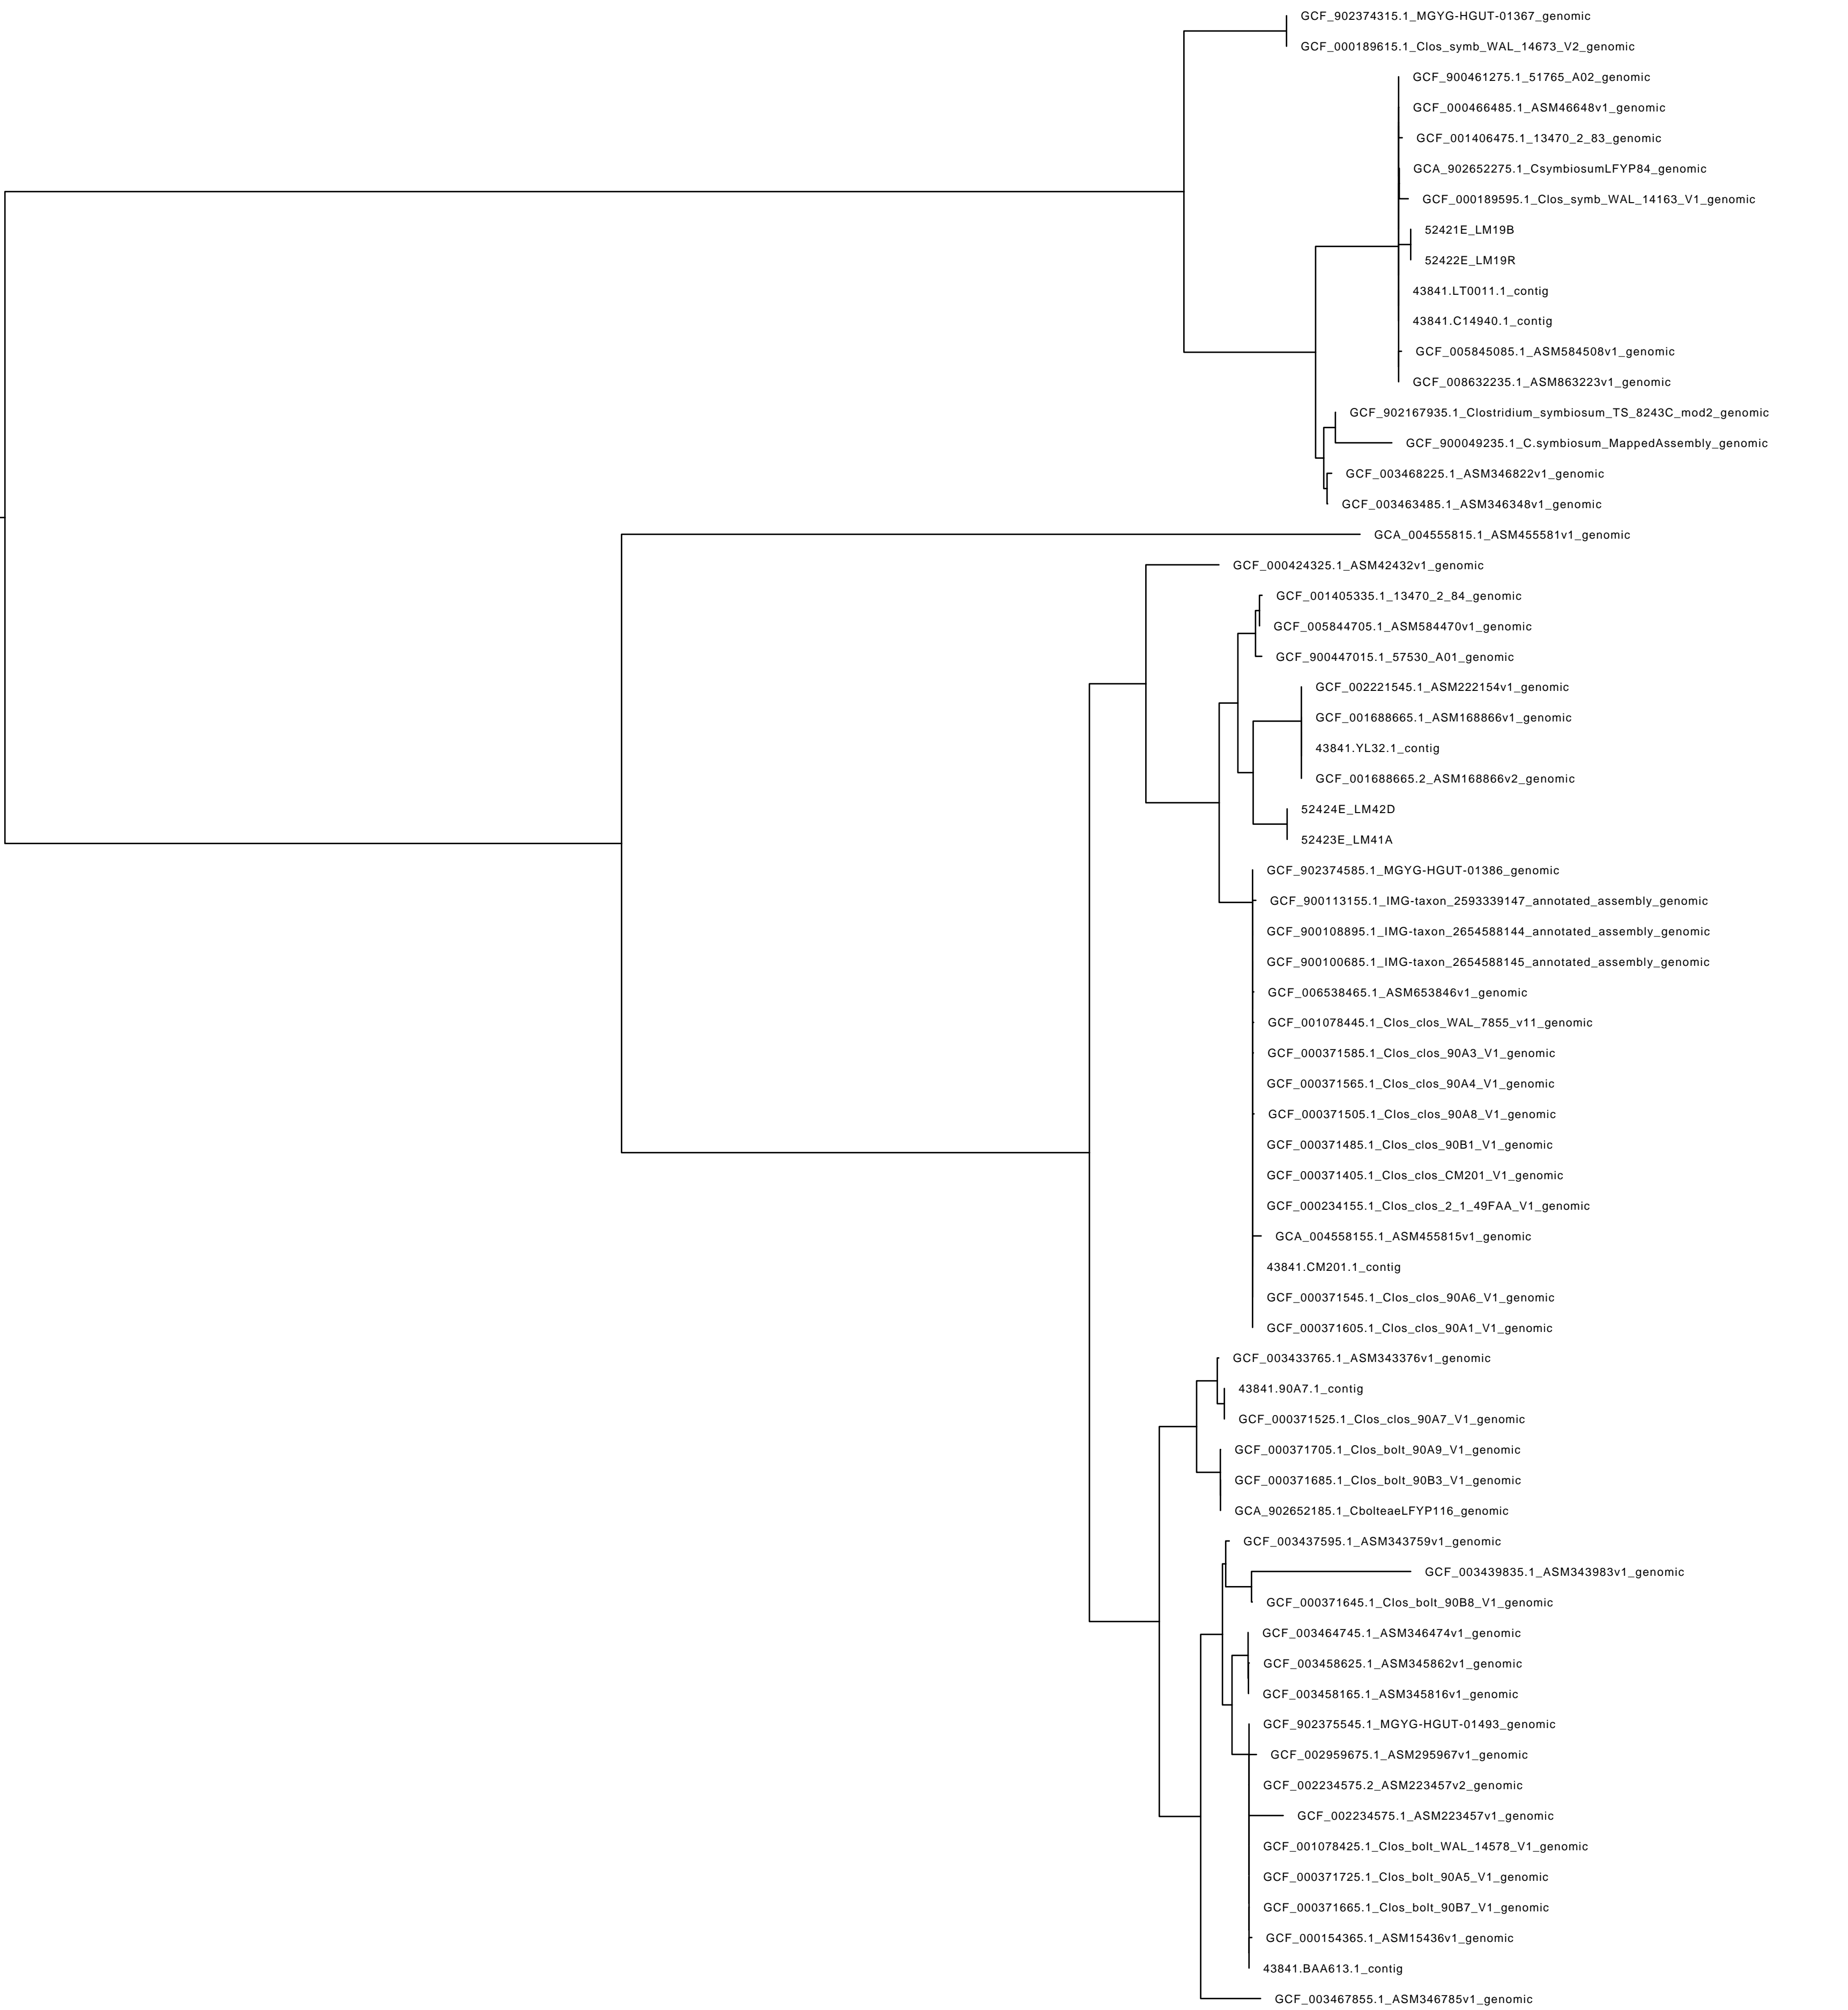 GCF_902374315.1_MGYG-HGUT-01367_genomic
GCF_000189615.1_Clos_symb_WAL_14673_V2_genomic
GCF_900461275.1_51765_A02_genomic
GCF_000466485.1_ASM46648v1_genomic
GCF_001406475.1_13470_2_83_genomic
GCA_902652275.1_CsymbiosumLFYP84_genomic
GCF_000189595.1_Clos_symb_WAL_14163_V1_genomic
52421E_LM19B
52422E_LM19R
43841.LT0011.1_contig
43841.C14940.1_contig
GCF_005845085.1_ASM584508v1_genomic
GCF_008632235.1_ASM863223v1_genomic
GCF_902167935.1_Clostridium_symbiosum_TS_8243C_mod2_genomic
GCF_900049235.1_C.symbiosum_MappedAssembly_genomic
GCF_003468225.1_ASM346822v1_genomic
GCF_003463485.1_ASM346348v1_genomic
GCA_004555815.1_ASM455581v1_genomic
GCF_000424325.1_ASM42432v1_genomic
GCF_001405335.1_13470_2_84_genomic
GCF_005844705.1_ASM584470v1_genomic
GCF_900447015.1_57530_A01_genomic
GCF_002221545.1_ASM222154v1_genomic
GCF_001688665.1_ASM168866v1_genomic
43841.YL32.1_contig
GCF_001688665.2_ASM168866v2_genomic
52424E_LM42D
52423E_LM41A
GCF_902374585.1_MGYG-HGUT-01386_genomic
GCF_900113155.1_IMG-taxon_2593339147_annotated_assembly_genomic
GCF_900108895.1_IMG-taxon_2654588144_annotated_assembly_genomic
GCF_900100685.1_IMG-taxon_2654588145_annotated_assembly_genomic
GCF_006538465.1_ASM653846v1_genomic
GCF_001078445.1_Clos_clos_WAL_7855_v11_genomic
GCF_000371585.1_Clos_clos_90A3_V1_genomic
GCF_000371565.1_Clos_clos_90A4_V1_genomic
GCF_000371505.1_Clos_clos_90A8_V1_genomic
GCF_000371485.1_Clos_clos_90B1_V1_genomic
GCF_000371405.1_Clos_clos_CM201_V1_genomic
GCF_000234155.1_Clos_clos_2_1_49FAA_V1_genomic
GCA_004558155.1_ASM455815v1_genomic
43841.CM201.1_contig
GCF_000371545.1_Clos_clos_90A6_V1_genomic
GCF_000371605.1_Clos_clos_90A1_V1_genomic
GCF_003433765.1_ASM343376v1_genomic
43841.90A7.1_contig
GCF_000371525.1_Clos_clos_90A7_V1_genomic
GCF_000371705.1_Clos_bolt_90A9_V1_genomic
GCF_000371685.1_Clos_bolt_90B3_V1_genomic
GCA_902652185.1_CbolteaeLFYP116_genomic
GCF_003437595.1_ASM343759v1_genomic
GCF_003439835.1_ASM343983v1_genomic
GCF_000371645.1_Clos_bolt_90B8_V1_genomic
GCF_003464745.1_ASM346474v1_genomic
GCF_003458625.1_ASM345862v1_genomic
GCF_003458165.1_ASM345816v1_genomic
GCF_902375545.1_MGYG-HGUT-01493_genomic
GCF_002959675.1_ASM295967v1_genomic
GCF_002234575.2_ASM223457v2_genomic
GCF_002234575.1_ASM223457v1_genomic
GCF_001078425.1_Clos_bolt_WAL_14578_V1_genomic
GCF_000371725.1_Clos_bolt_90A5_V1_genomic
GCF_000371665.1_Clos_bolt_90B7_V1_genomic
GCF_000154365.1_ASM15436v1_genomic
43841.BAA613.1_contig
GCF_003467855.1_ASM346785v1_genomic